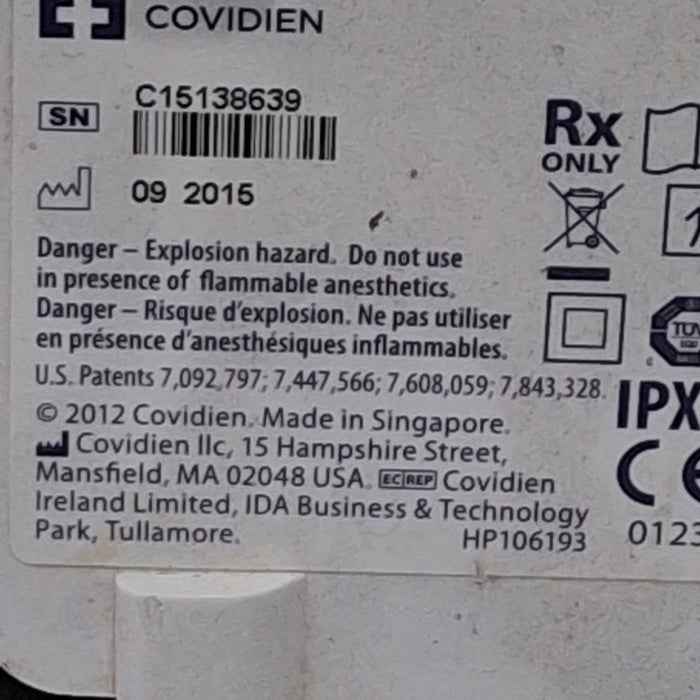 COVIDIEN
SN C15138639
09 2015
Rx
ONLY
Danger – Explosion hazard. Do not use
in presence of flammable anesthetics.
Danger – Risque d'explosion. Ne pas utiliser
en présence d'anesthésiques inflammables.
TÜV
U.S. Patents 7,092,797; 7,447,566; 7,608,059; 7,843,328.
IPX
© 2012 Covidien. Made in Singapore.
Covidien llc, 15 Hampshire Street,
Mansfield, MA 02048 USA. EC REP Covidien
Ireland Limited, IDA Business & Technology
Park, Tullamore.
HP106193
CE
0123